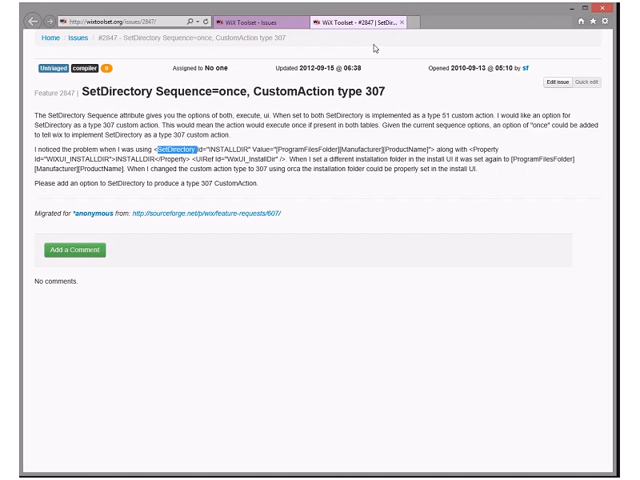 http://wixtoolset.org/issues/2847/
WiX Toolset - Issues
WiX Toolset - #2847 | SetDir...
Home / Issues / #2847 - SetDirectory Sequence=once, CustomAction type 307
Untriaged compiler 0 Assigned to No one Updated 2012-09-15 @ 06:38 Opened 2010-09-13 @ 05:10 by sf
Edit issue Quick edit
Feature 2847 | SetDirectory Sequence=once, CustomAction type 307
The SetDirectory Sequence attribute gives you the options of both, execute, ui. When set to both SetDirectory is implemented as a type 51 custom action. I would like an option for
SetDirectory as a type 307 custom action. This would mean the action would execute once if present in both tables. Given the current sequence options, an option of "once" could be added
to tell wix to implement SetDirectory as a type 307 custom action.
I noticed the problem when I was using <SetDirectory Id="INSTALLDIR" Value="[ProgramFilesFolder][Manufacturer][ProductName]"> along with <Property
Id="WIXUI_INSTALLDIR">INSTALLDIR</Property> <UIRef Id="WixUI_InstallDir" />. When I set a different installation folder in the install UI it was set again to [ProgramFilesFolder]
[Manufacturer][ProductName]. When I changed the custom action type to 307 using orca the installation folder could be properly set in the install UI.
Please add an option to SetDirectory to produce a type 307 CustomAction.
Migrated for *anonymous from: http://sourceforge.net/p/wix/feature-requests/607/
Add a Comment
No comments.